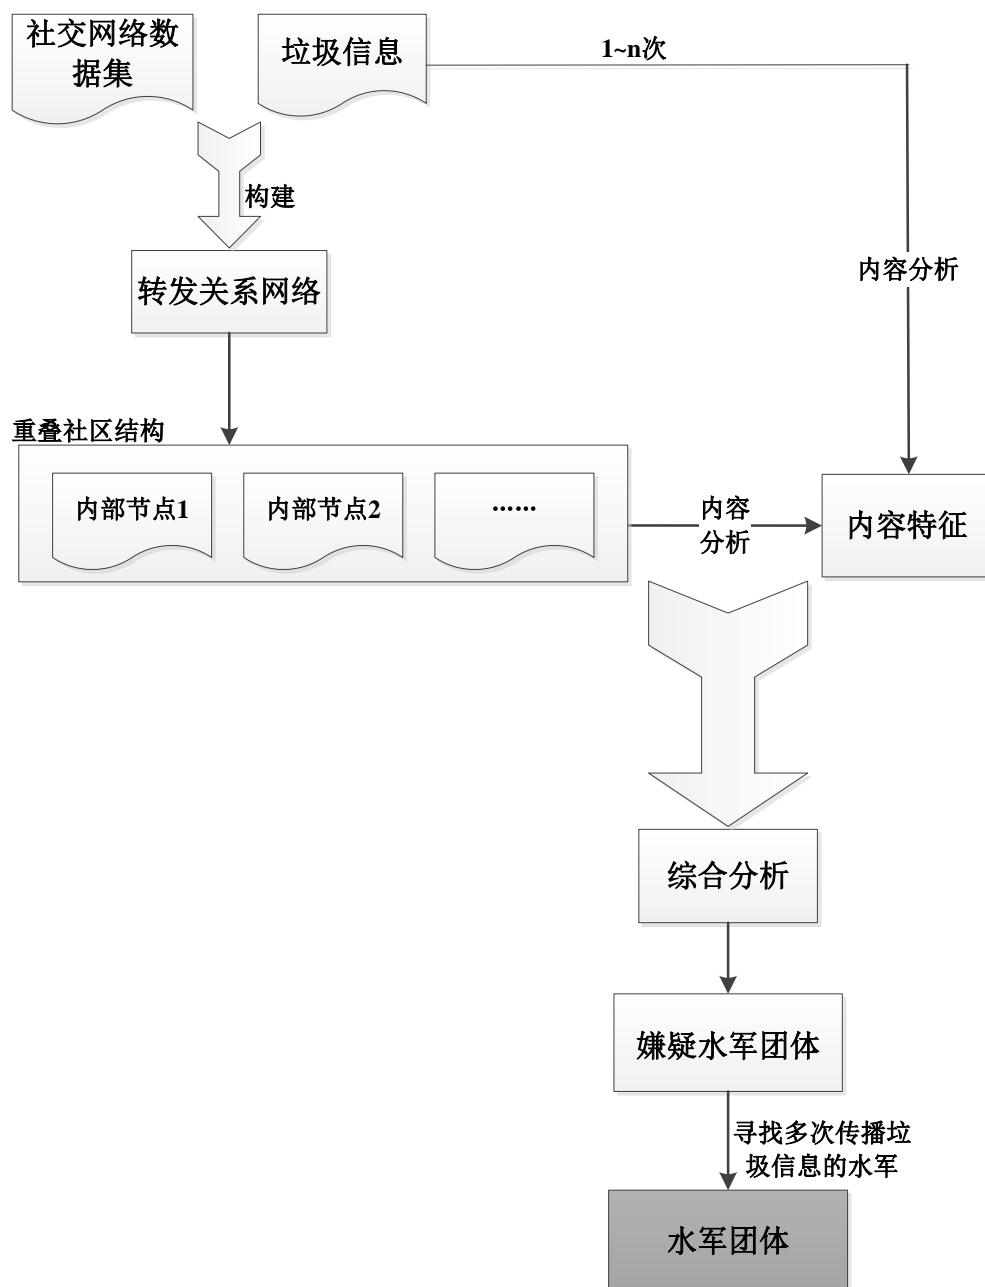 社交网络数
据集
垃圾信息
1~n次
构建
转发关系网络
内容分析
重叠社区结构
内部节点1
内部节点2
......
内容
分析
内容特征
综合分析
嫌疑水军团体
寻找多次传播垃
圾信息的水军
水军团体